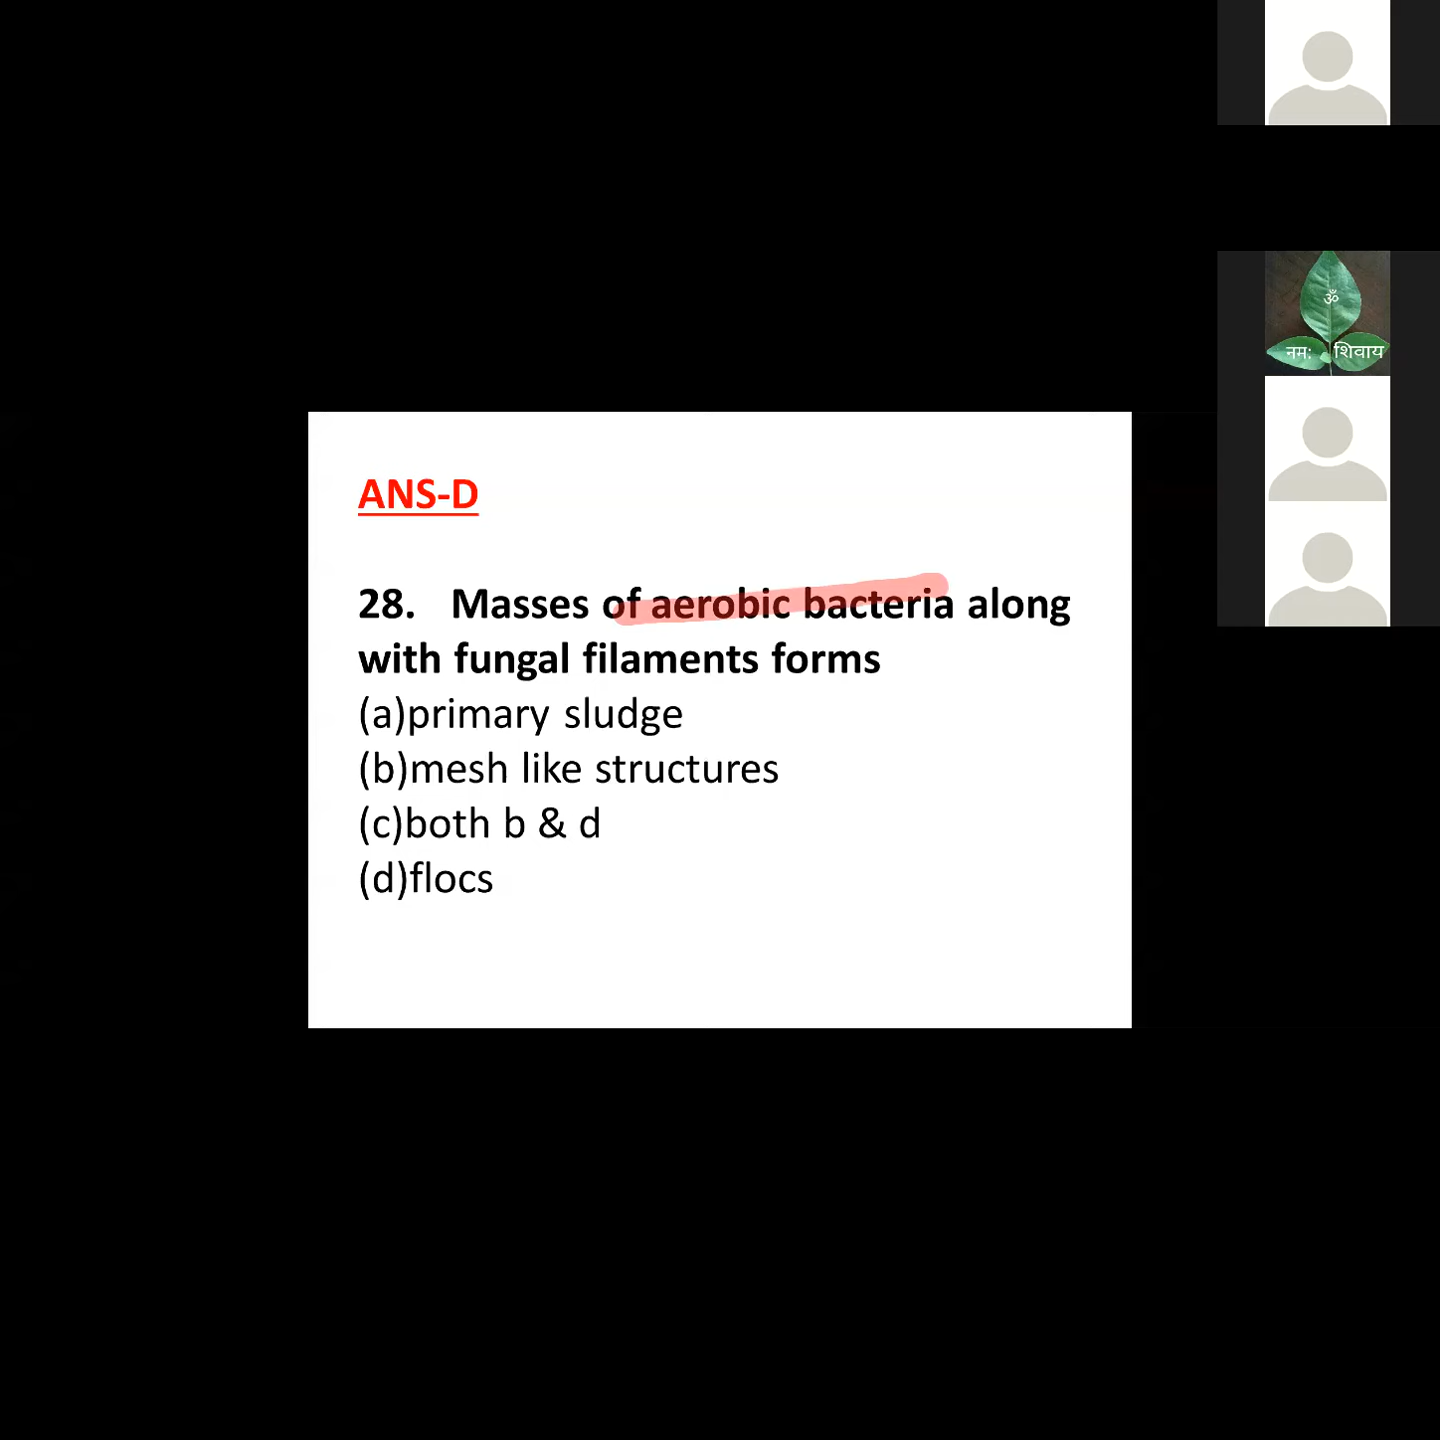 ॐ
नम: शिवाय
ANS-D
28. Masses of aerobic bacteria along
with fungal filaments forms
(a)primary sludge
(b)mesh like structures
(c)both b & d
(d)flocs